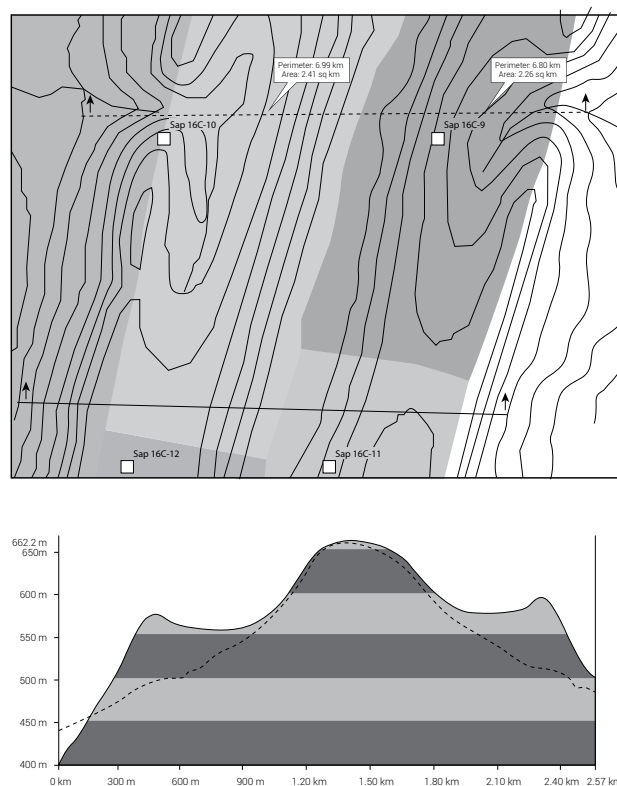 Perimeter: 6.99 km
Area: 2.41 sq km
Perimeter: 6.80 km
Area: 2.26 sq km
Sap 16C-10
Sap 16C-9
Sap 16C-12
Sap 16C-11
662.2 m
650m
600 m
550 m
500 m
450 m
400 m
0 km
300 m
600 m
900 m
1.20 km
1.50 km
1.80 km
2.10 km
2.40 km
2.57 km